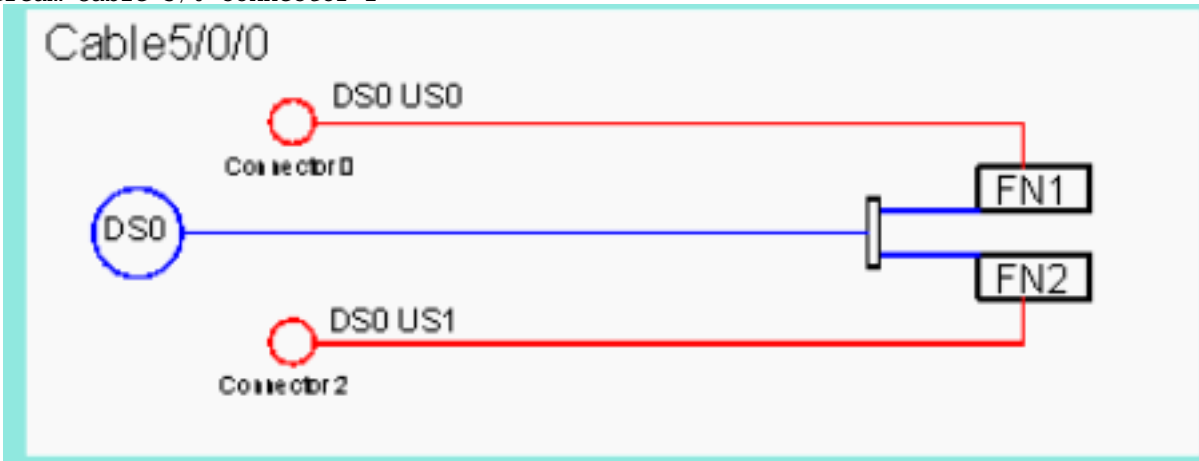 Cable5/0/0
DS0 US0
Connector 0
FN1
DS0
FN2
DS0 US1
Connector 2